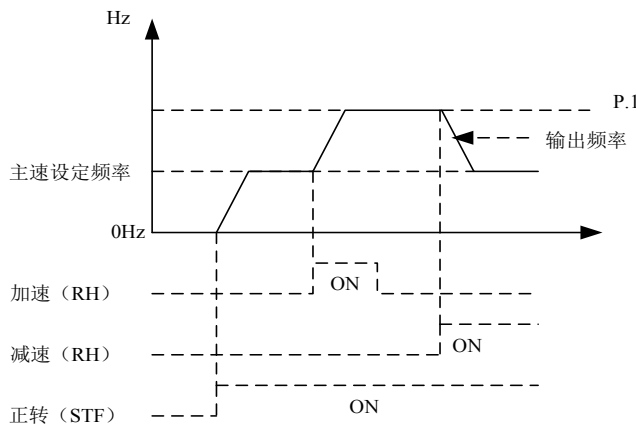 Hz
P.1
输出频率
主速设定频率
0Hz
加速（RH）
ON
减速（RH）
ON
正转（STF）
ON